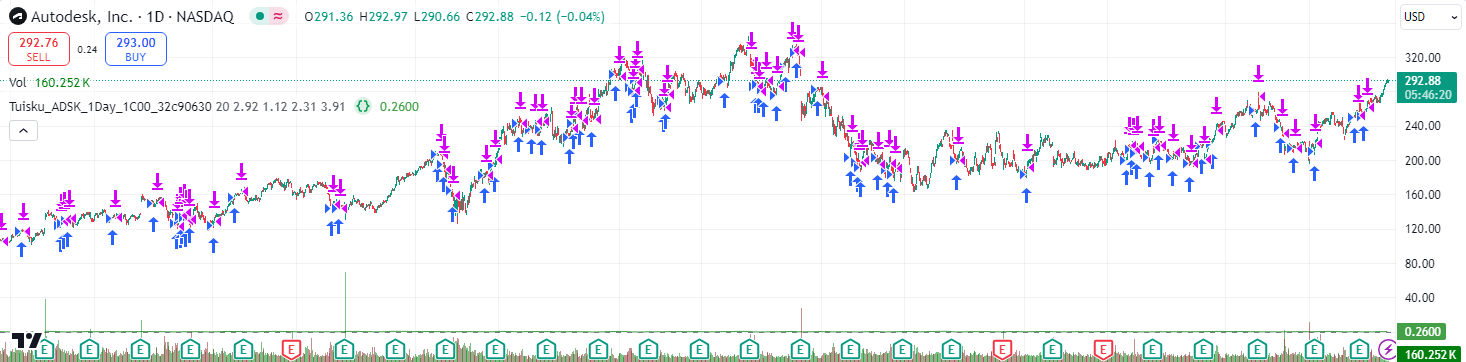 Autodesk, Inc. · 1D · NASDAQ O291.36 H292.97 L290.66 C292.88 −0.12 (−0.04%)
USD
292.76
SELL
0.24
293.00
BUY
Vol 160.252 K
Tuisku_ADSK_1Day_1C00_32c90630 20 2.92 1.12 2.31 3.91 {} 0.2600
320.00
292.88
05:46:20
240.00
200.00
160.00
120.00
80.00
40.00
0.2600
160.252 K
E E E E E E E E E E E E E E E E E E E E E E E E E E E